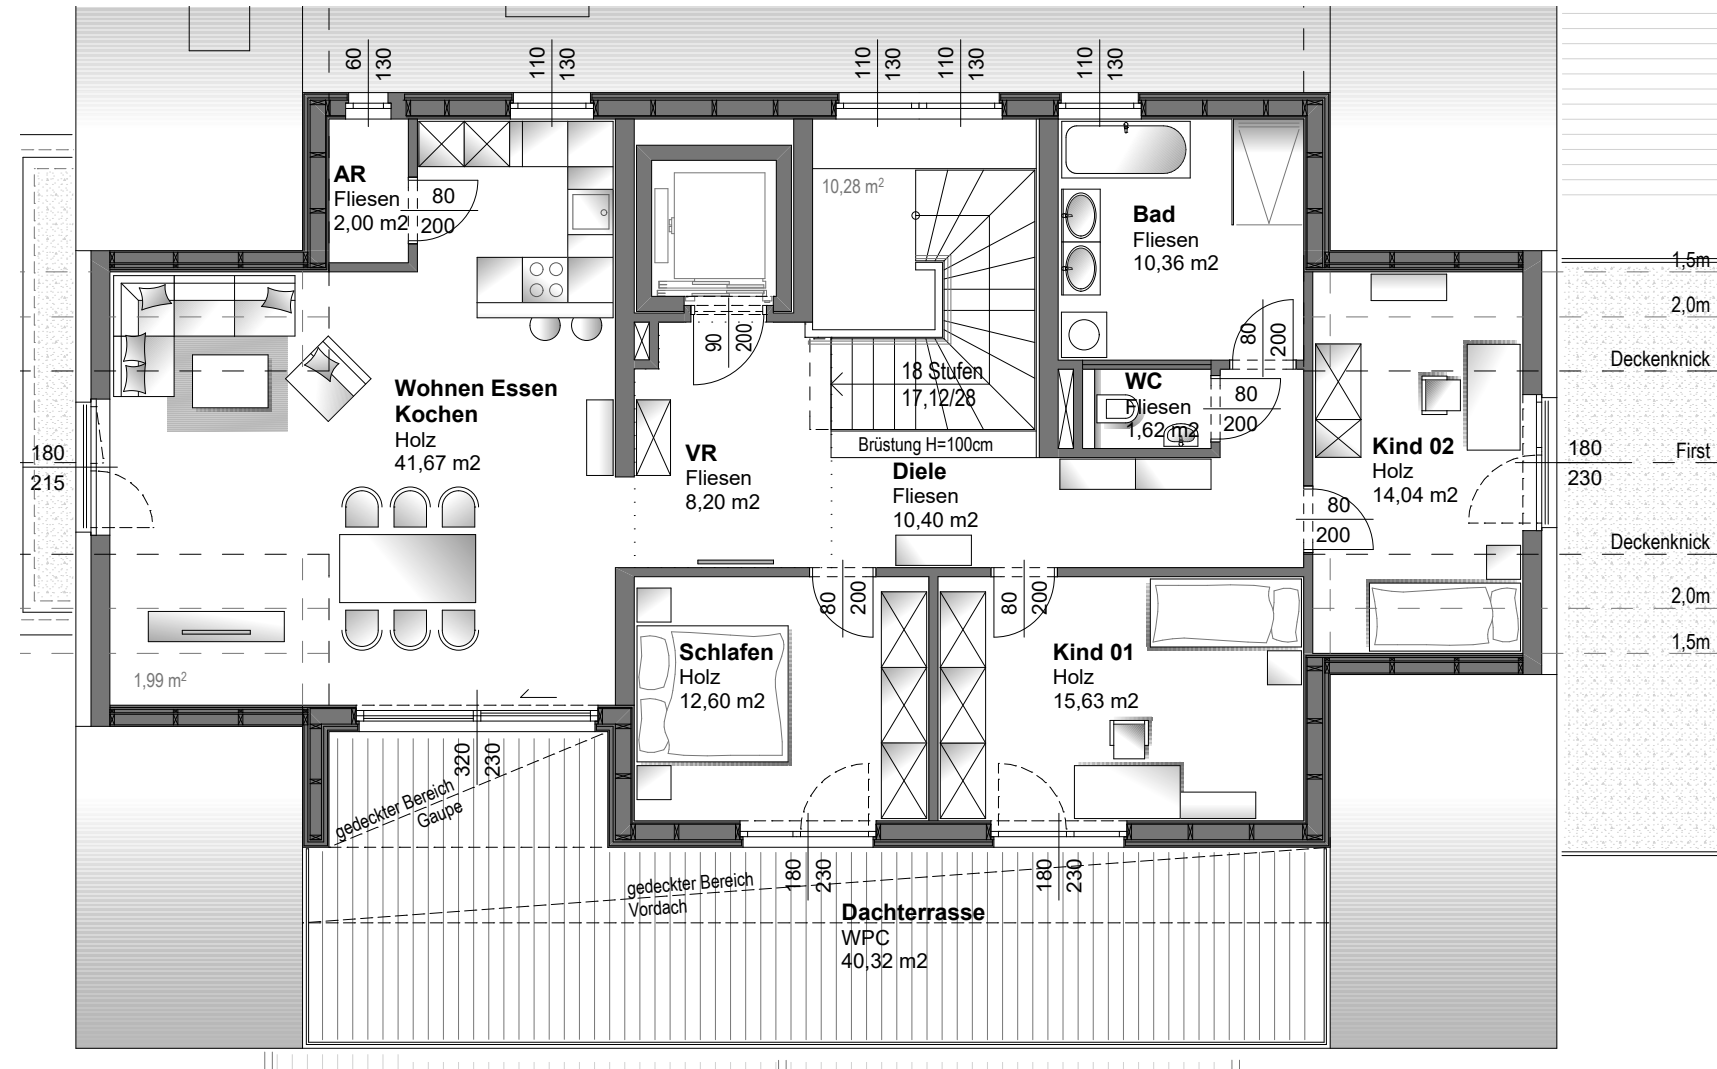 60
130
110
130
110
130
110
130
110
130
AR
Fliesen
2,00 m2
80
200
10,28 m²
Bad
Fliesen
10,36 m2
1,5m
2,0m
Deckenknick
First
Deckenknick
2,0m
1,5m
90
200
80
200
18 Stufen
17,12/28
Brüstung H=100cm
WC
Fliesen
1,62 m2
80
200
Wohnen Essen
Kochen
Holz
41,67 m2
180
215
VR
Fliesen
8,20 m2
Diele
Fliesen
10,40 m2
Kind 02
Holz
14,04 m2
180
230
80
200
80
200
80
200
1,99 m²
Schlafen
Holz
12,60 m2
Kind 01
Holz
15,63 m2
320
230
gedeckter Bereich
Gaupe
180
230
180
230
gedeckter Bereich
Vordach
Dachterrasse
WPC
40,32 m2